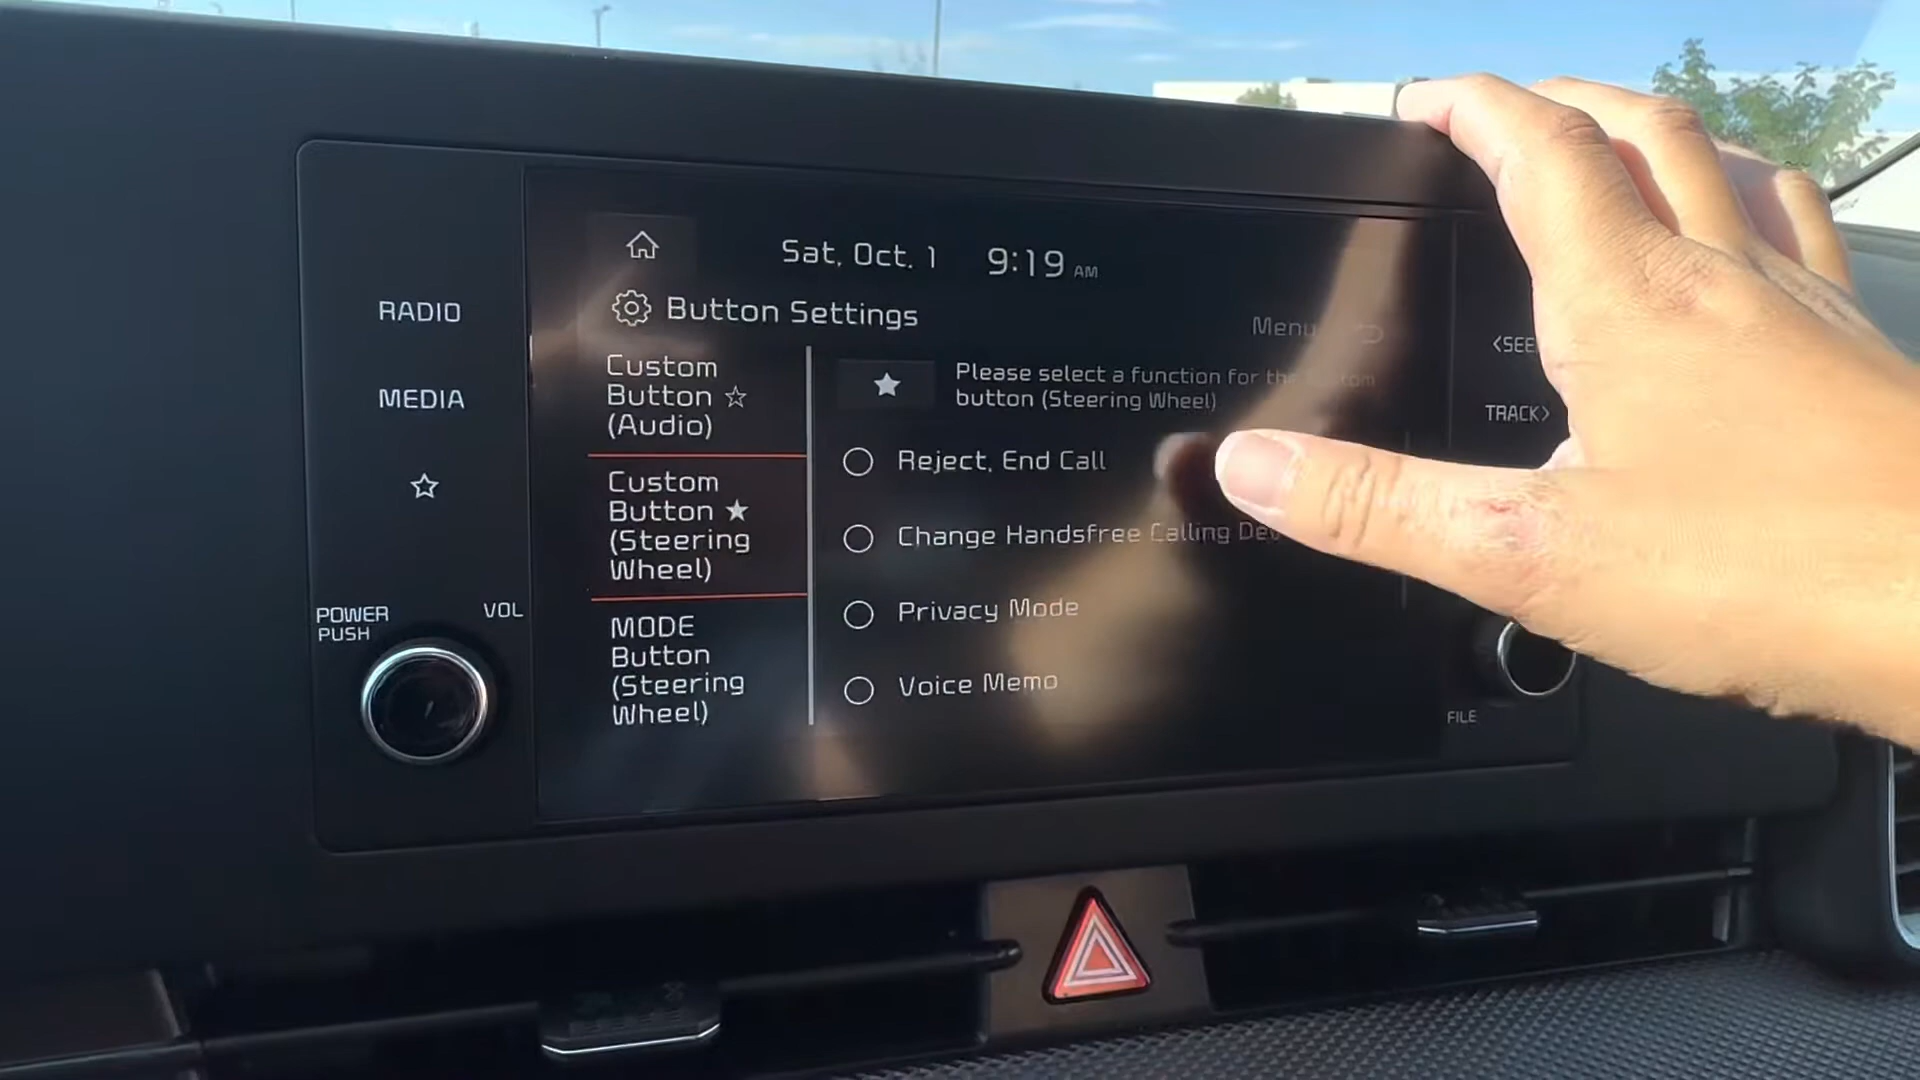 RADIO
MEDIA
POWER
PUSH
VOL
Sat, Oct. 1 9:19 AM
Button Settings
Menu
Custom
Button ☆
(Audio)
Custom
Button ★
(Steering
Wheel)
MODE
Button
(Steering
Wheel)
Please select a function for the
button (Steering Wheel)
Reject, End Call
Change Handsfree Calling
Privacy Mode
Voice Memo
TRACK>
FILE